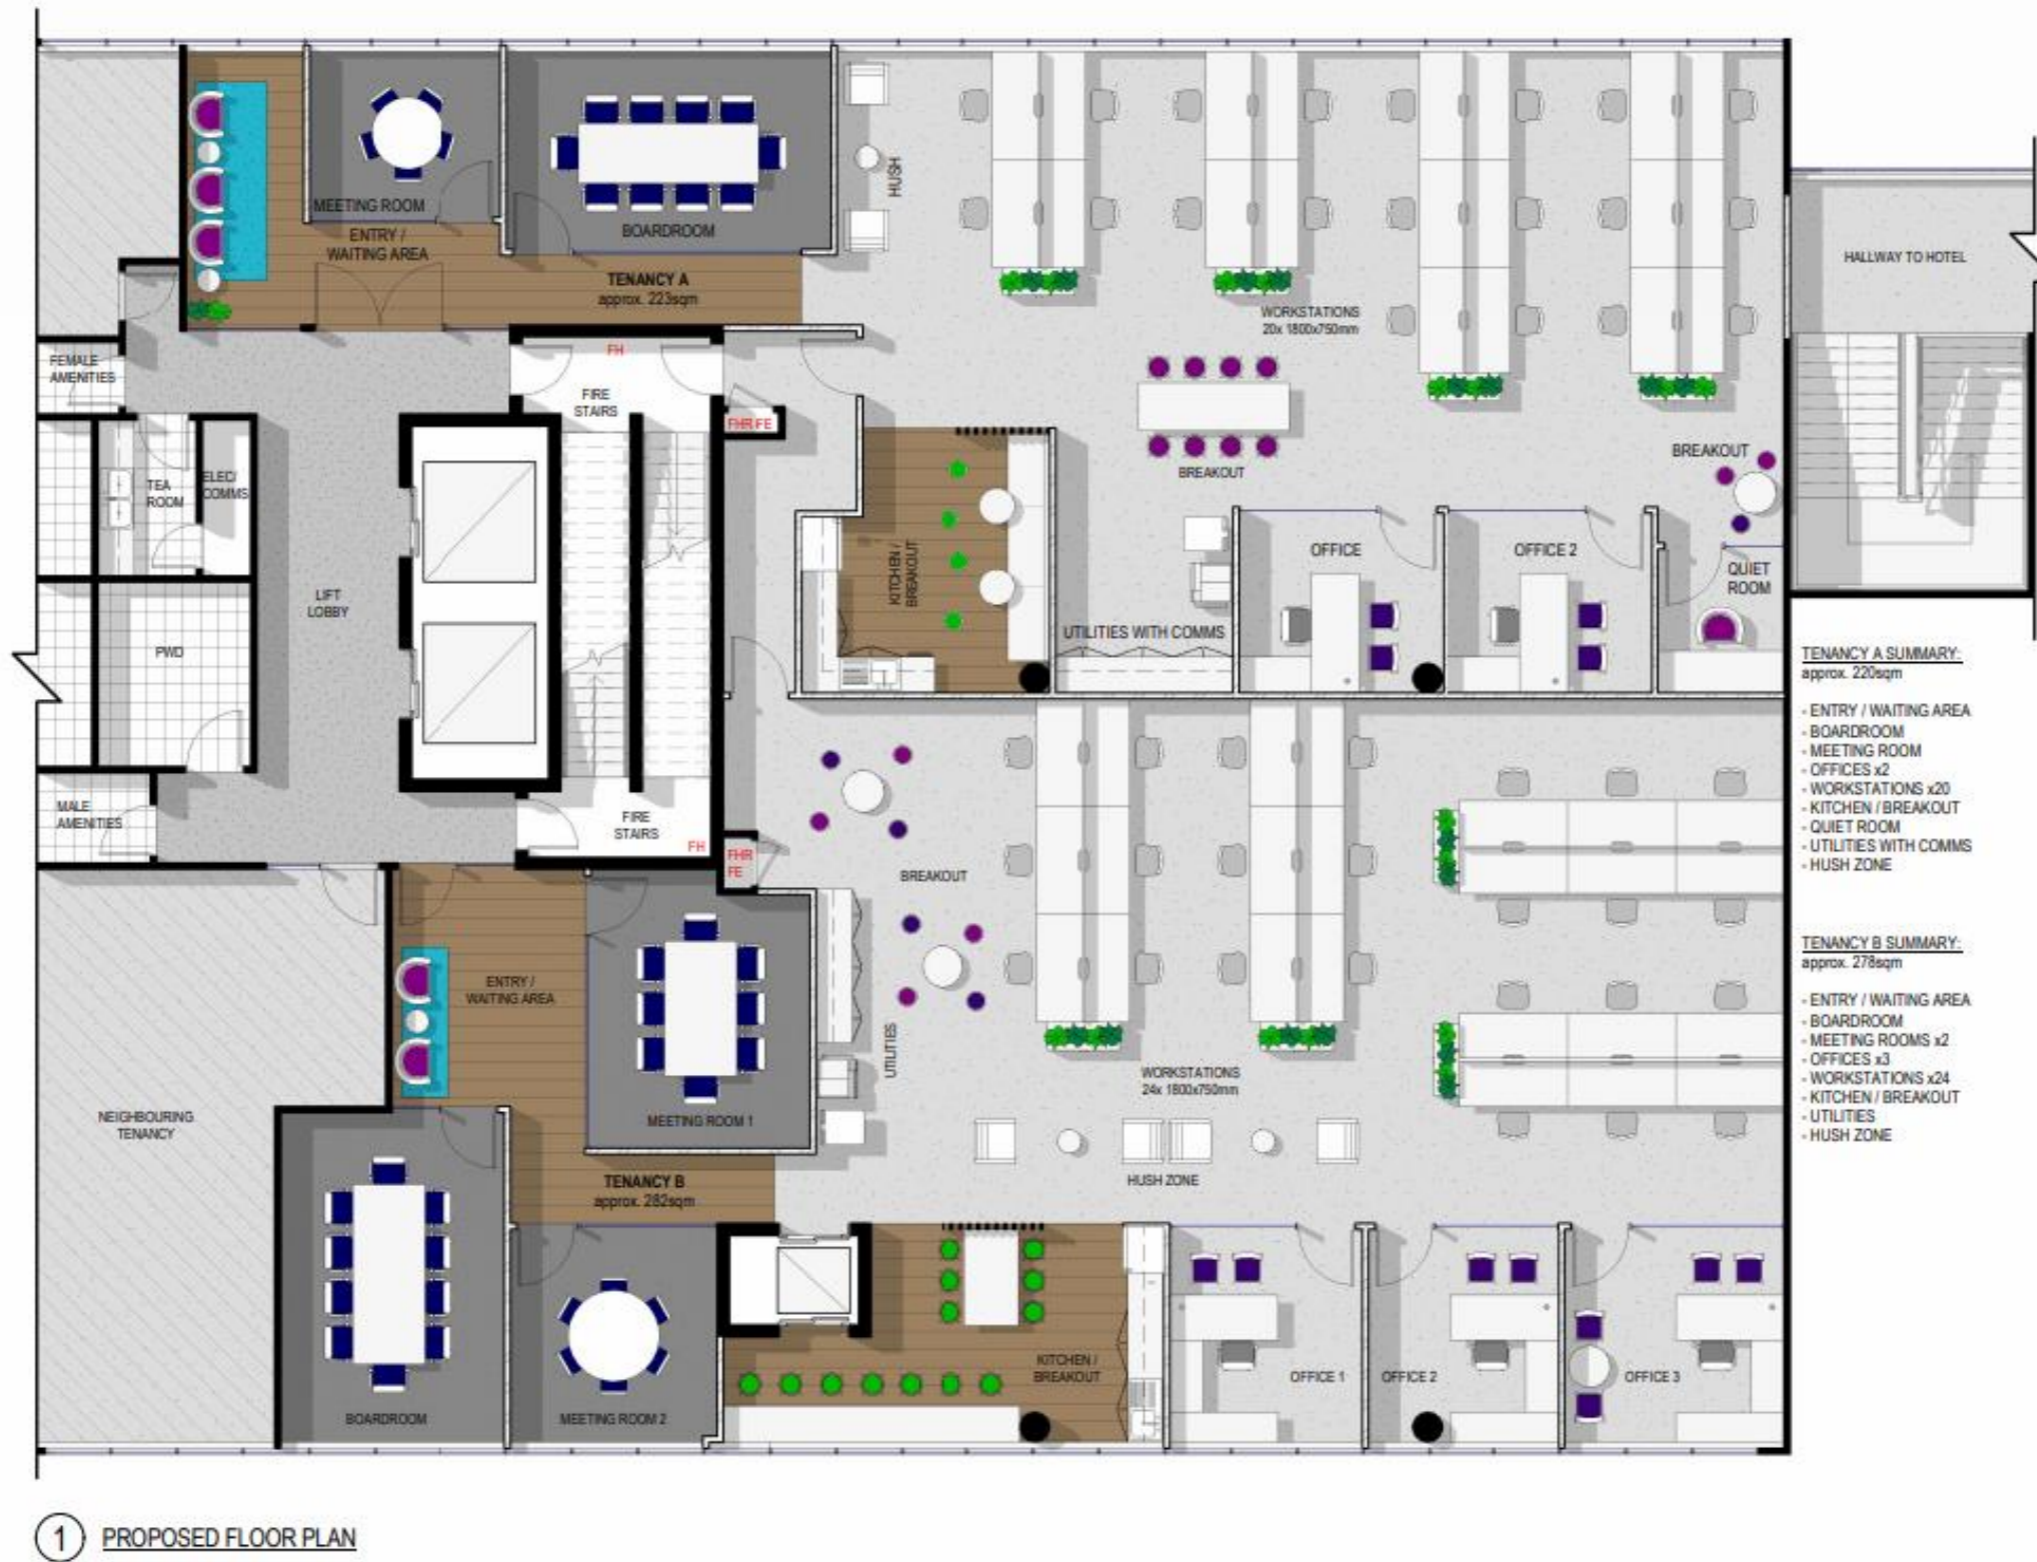 MEETING ROOM
ENTRY /
WAITING AREA
BOARDROOM
TENANCY A
approx. 223sqm
HUSH
WORKSTATIONS
20x 1800x750mm
HALLWAY TO HOTEL
FEMALE
AMENITIES
FH
FIRE
STAIRS
FHR FE
TEA
ROOM
ELEC/
COMMS
BREAKOUT
BREAKOUT
KITCHEN /
BREAKOUT
OFFICE
OFFICE 2
QUIET
ROOM
LIFT
LOBBY
UTILITIES WITH COMMS
PWD
MALE
AMENITIES
FIRE
STAIRS
FH
FHR
FE
BREAKOUT
ENTRY /
WAITING AREA
UTILITIES
WORKSTATIONS
24x 1800x750mm
NEIGHBOURING
TENANCY
MEETING ROOM 1
HUSH ZONE
TENANCY B
approx. 282sqm
KITCHEN /
BREAKOUT
OFFICE 1
OFFICE 2
OFFICE 3
BOARDROOM
MEETING ROOM 2
TENANCY A SUMMARY:
approx. 220sqm
- ENTRY / WAITING AREA
- BOARDROOM
- MEETING ROOM
- OFFICES x2
- WORKSTATIONS x20
- KITCHEN / BREAKOUT
- QUIET ROOM
- UTILITIES WITH COMMS
- HUSH ZONE
TENANCY B SUMMARY:
approx. 278sqm
- ENTRY / WAITING AREA
- BOARDROOM
- MEETING ROOMS x2
- OFFICES x3
- WORKSTATIONS x24
- KITCHEN / BREAKOUT
- UTILITIES
- HUSH ZONE
1 PROPOSED FLOOR PLAN